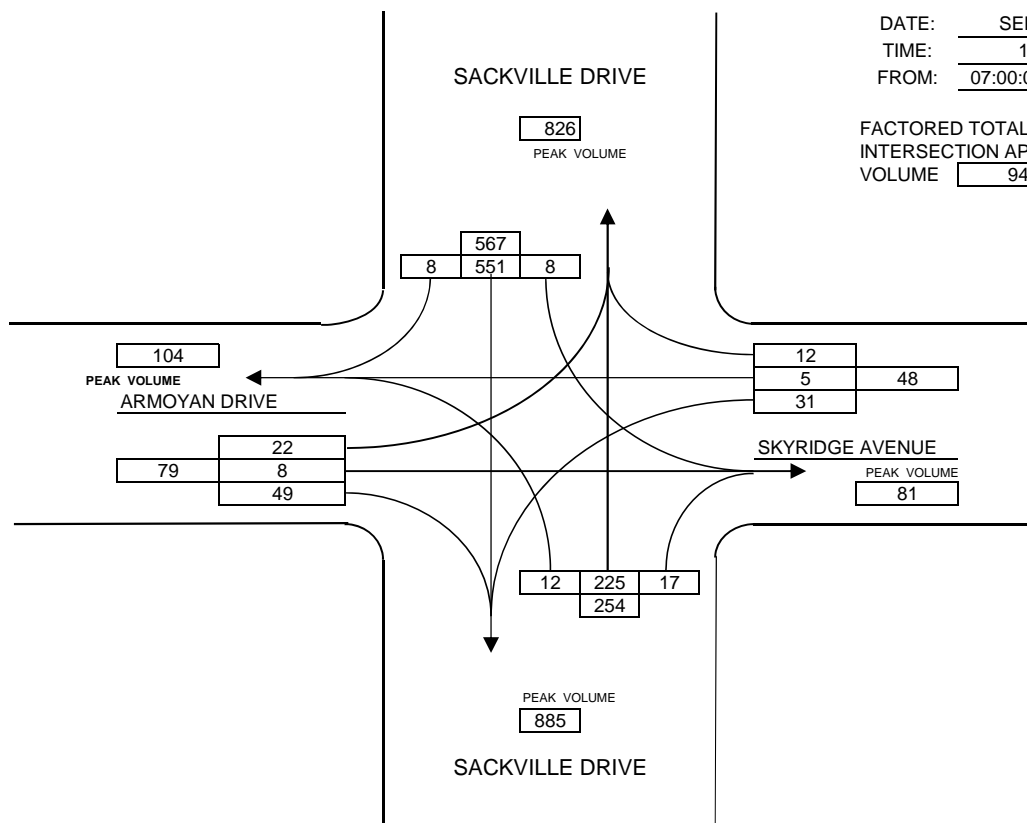 DATE:
TIME:
FROM:
FACTORED TOTAL
INTERSECTION
VOLUME
SACKVILLE DRIVE
826
PEAK VOLUME
567
8 551 8
104
PEAK VOLUME
ARMOYAN DRIVE
12
5 48
31
22
79 8
49
SKYRIDGE AVENUE
PEAK VOLUME
81
12 225 17
254
PEAK VOLUME
885
SACKVILLE DRIVE